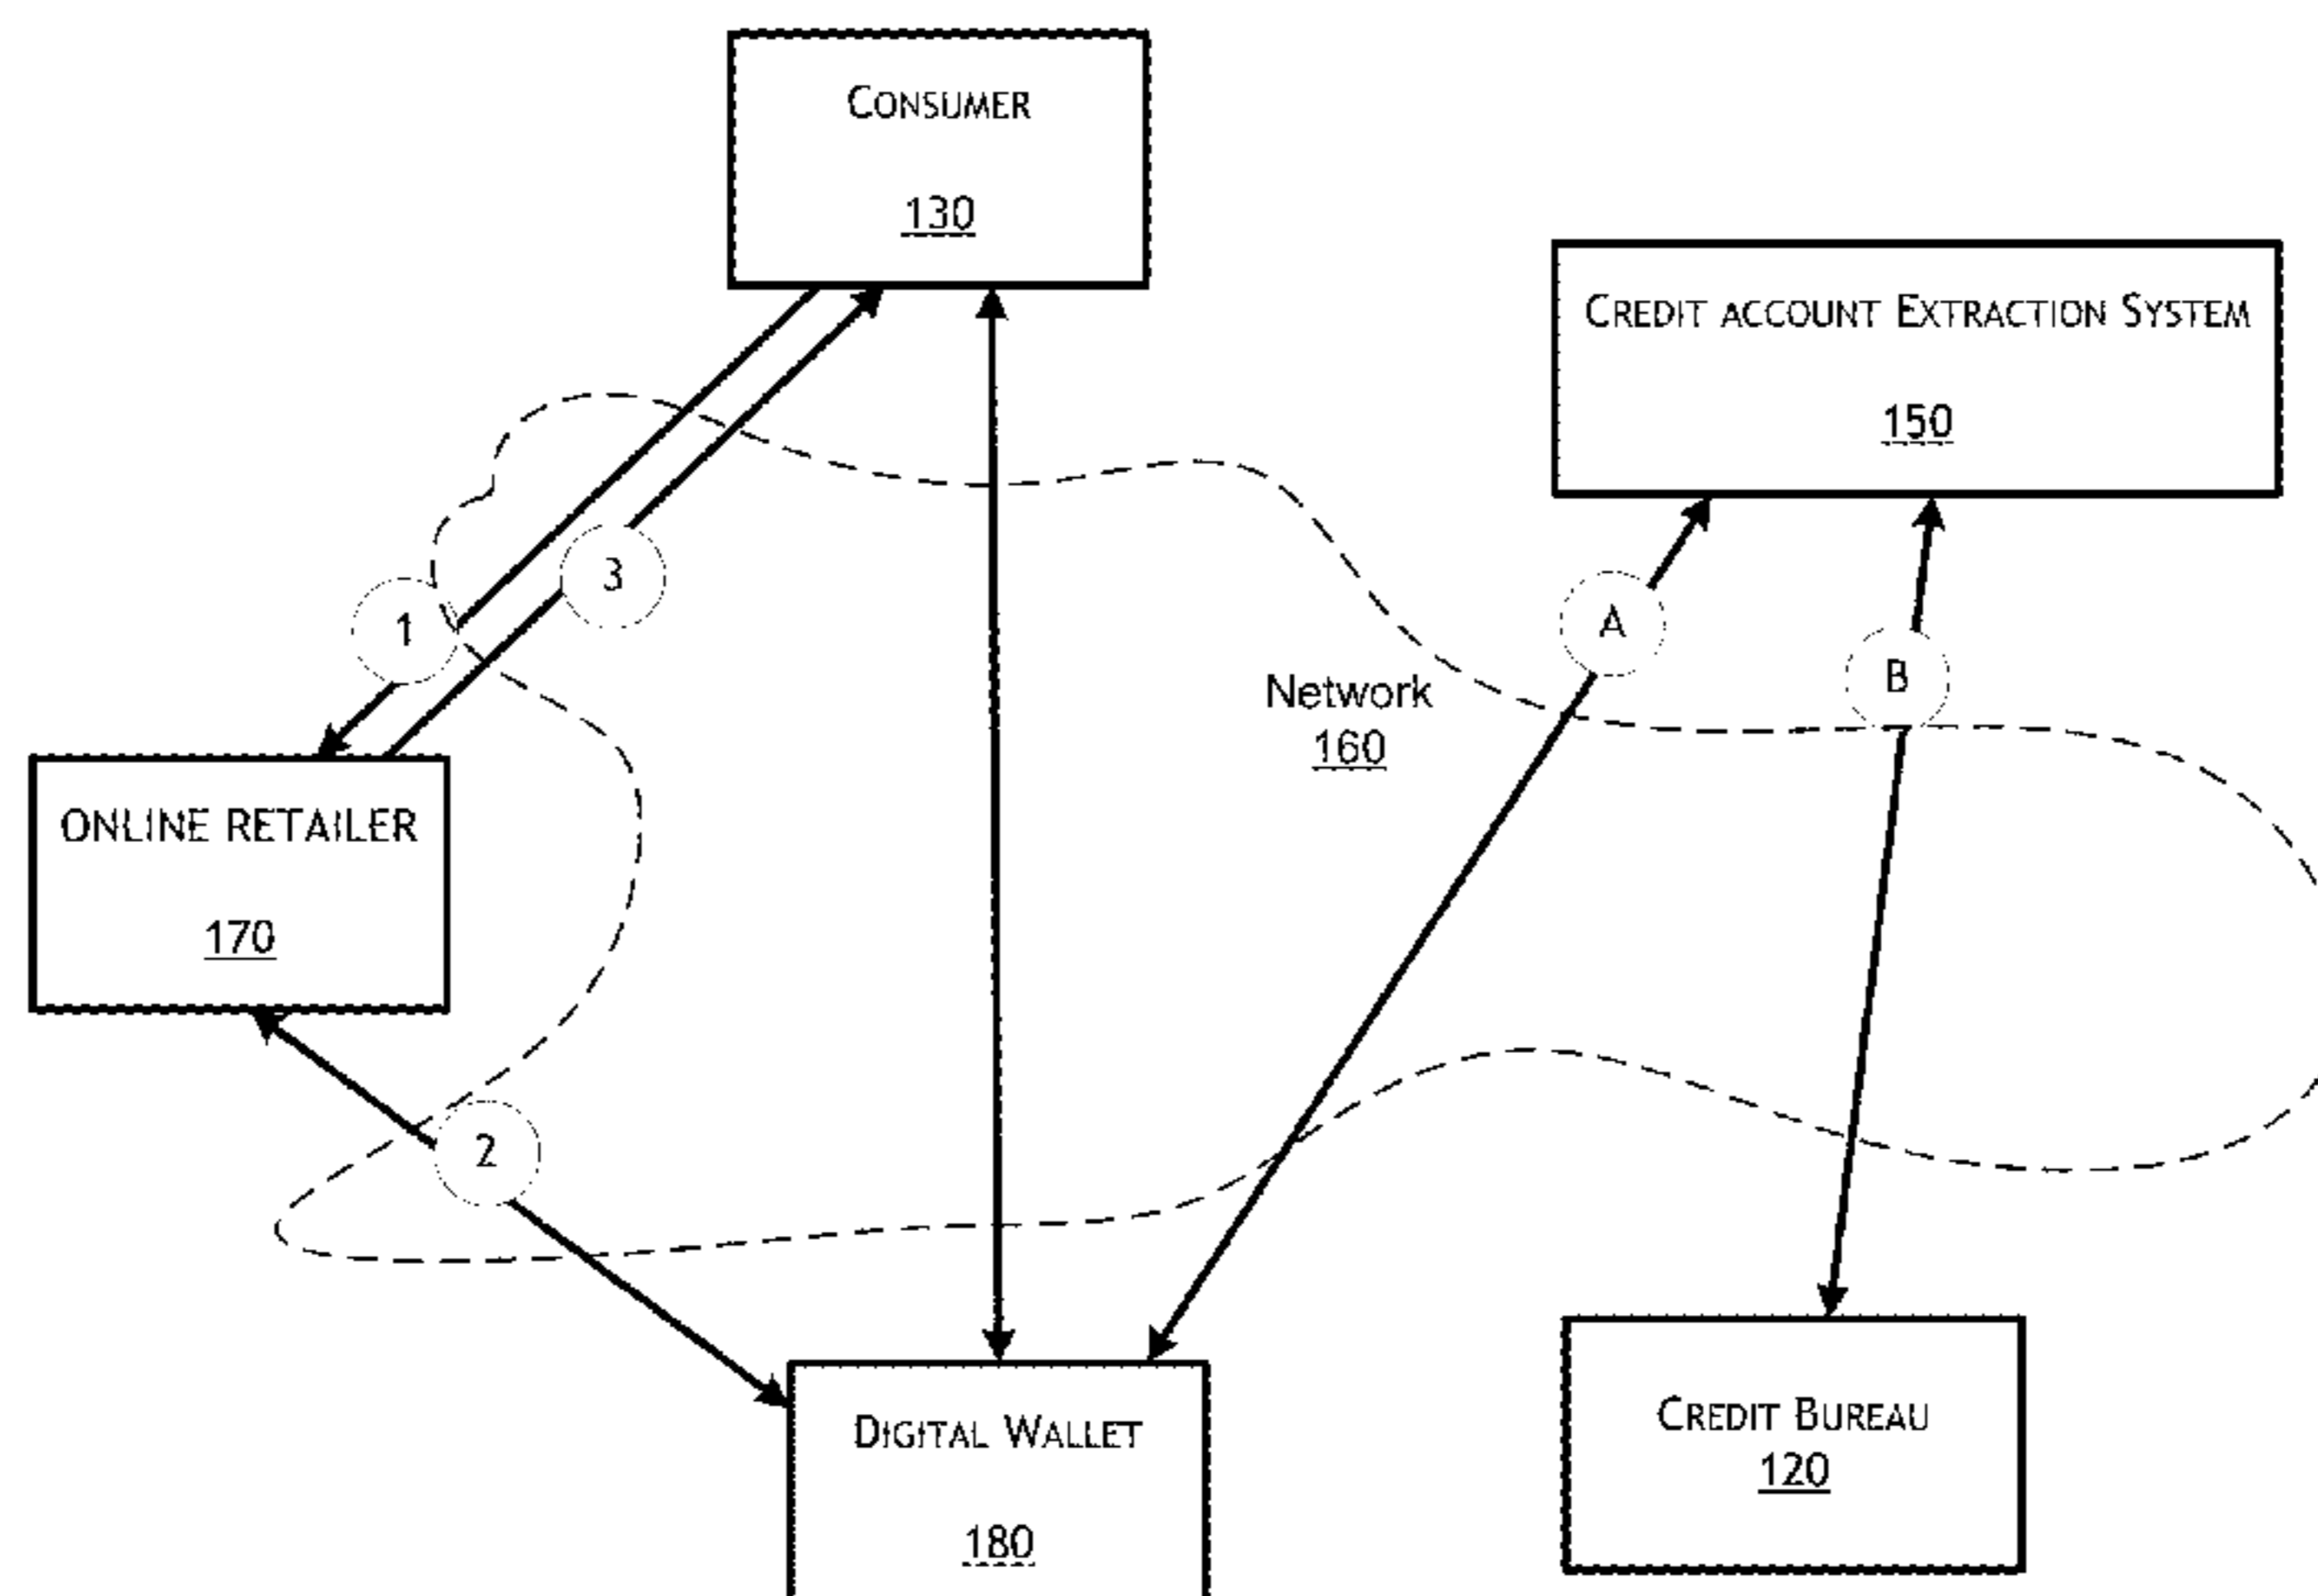 CONSUMER
130
CREDIT ACCOUNT EXTRACTION SYSTEM
150
3
1
A
B
Network
160
ONLINE RETAILER
170
2
DIGITAL WALLET
180
CREDIT BUREAU
120